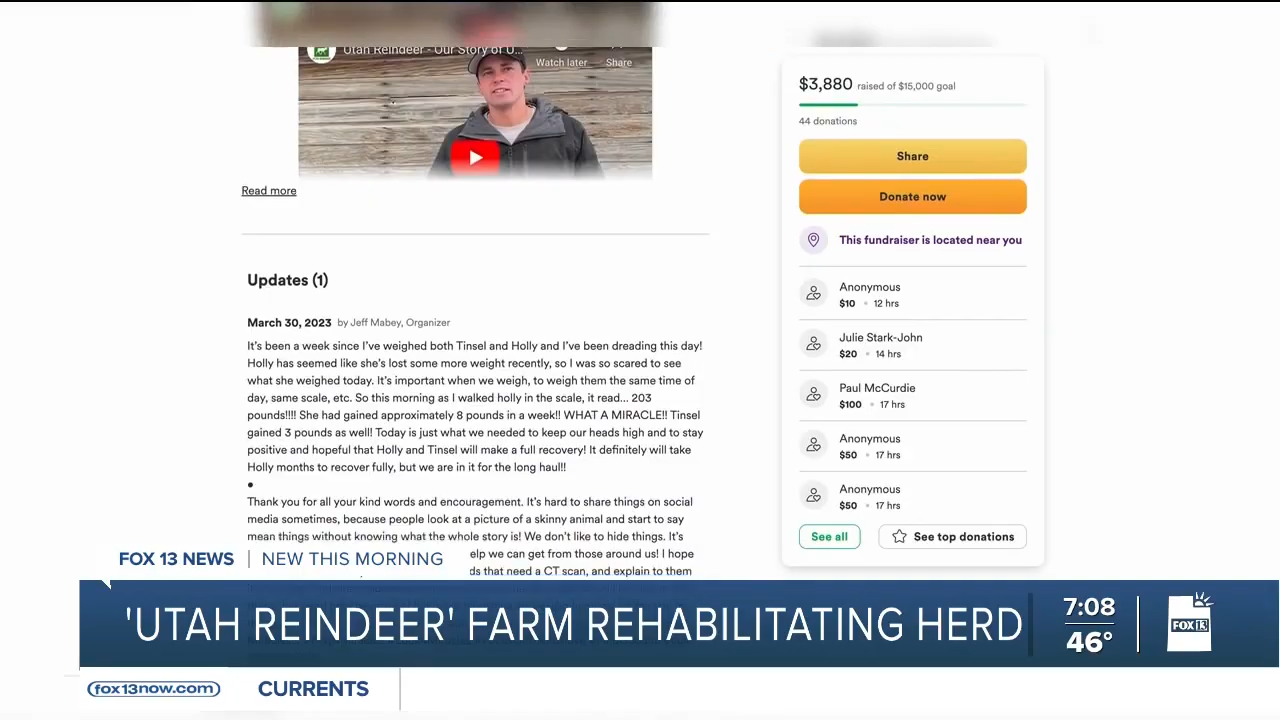 Utah Reindeer - Our Story of U...
Watch later
Share
Read more
Updates (1)
March 30, 2023 by Jeff Mabey, Organizer
It's been a week since I've weighed both Tinsel and Holly and I've been dreading this day!
Holly has seemed like she's lost some more weight recently, so I was so scared to see
what she weighed today. It's important when we weigh, to weigh them the same time of
day, same scale, etc. So this morning as I walked holly in the scale, it read... 203
pounds!!!! She had gained approximately 8 pounds in a week!! WHAT A MIRACLE!! Tinsel
gained 3 pounds as well! Today is just what we needed to keep our heads high and to stay
positive and hopeful that Holly and Tinsel will make a full recovery! It definitely will take
Holly months to recover fully, but we are in it for the long haul!!
•
Thank you for all your kind words and encouragement. It's hard to share things on social
media sometimes, because people look at a picture of a skinny animal and start to say
mean things without knowing what the whole story is! We don't like to hide things. It's
elp we can get from those around us! I hope
ds that need a CT scan, and explain to them
$3,880 raised of $15,000 goal
44 donations
Share
Donate now
This fundraiser is located near you
Anonymous
$10 • 12 hrs
Julie Stark-John
$20 • 14 hrs
Paul McCurdie
$100 • 17 hrs
Anonymous
$50 • 17 hrs
Anonymous
$50 • 17 hrs
See all
See top donations
FOX 13 NEWS | NEW THIS MORNING
'UTAH REINDEER' FARM REHABILITATING HERD
7:08
46°
FOX 13
fox13now.com
CURRENTS